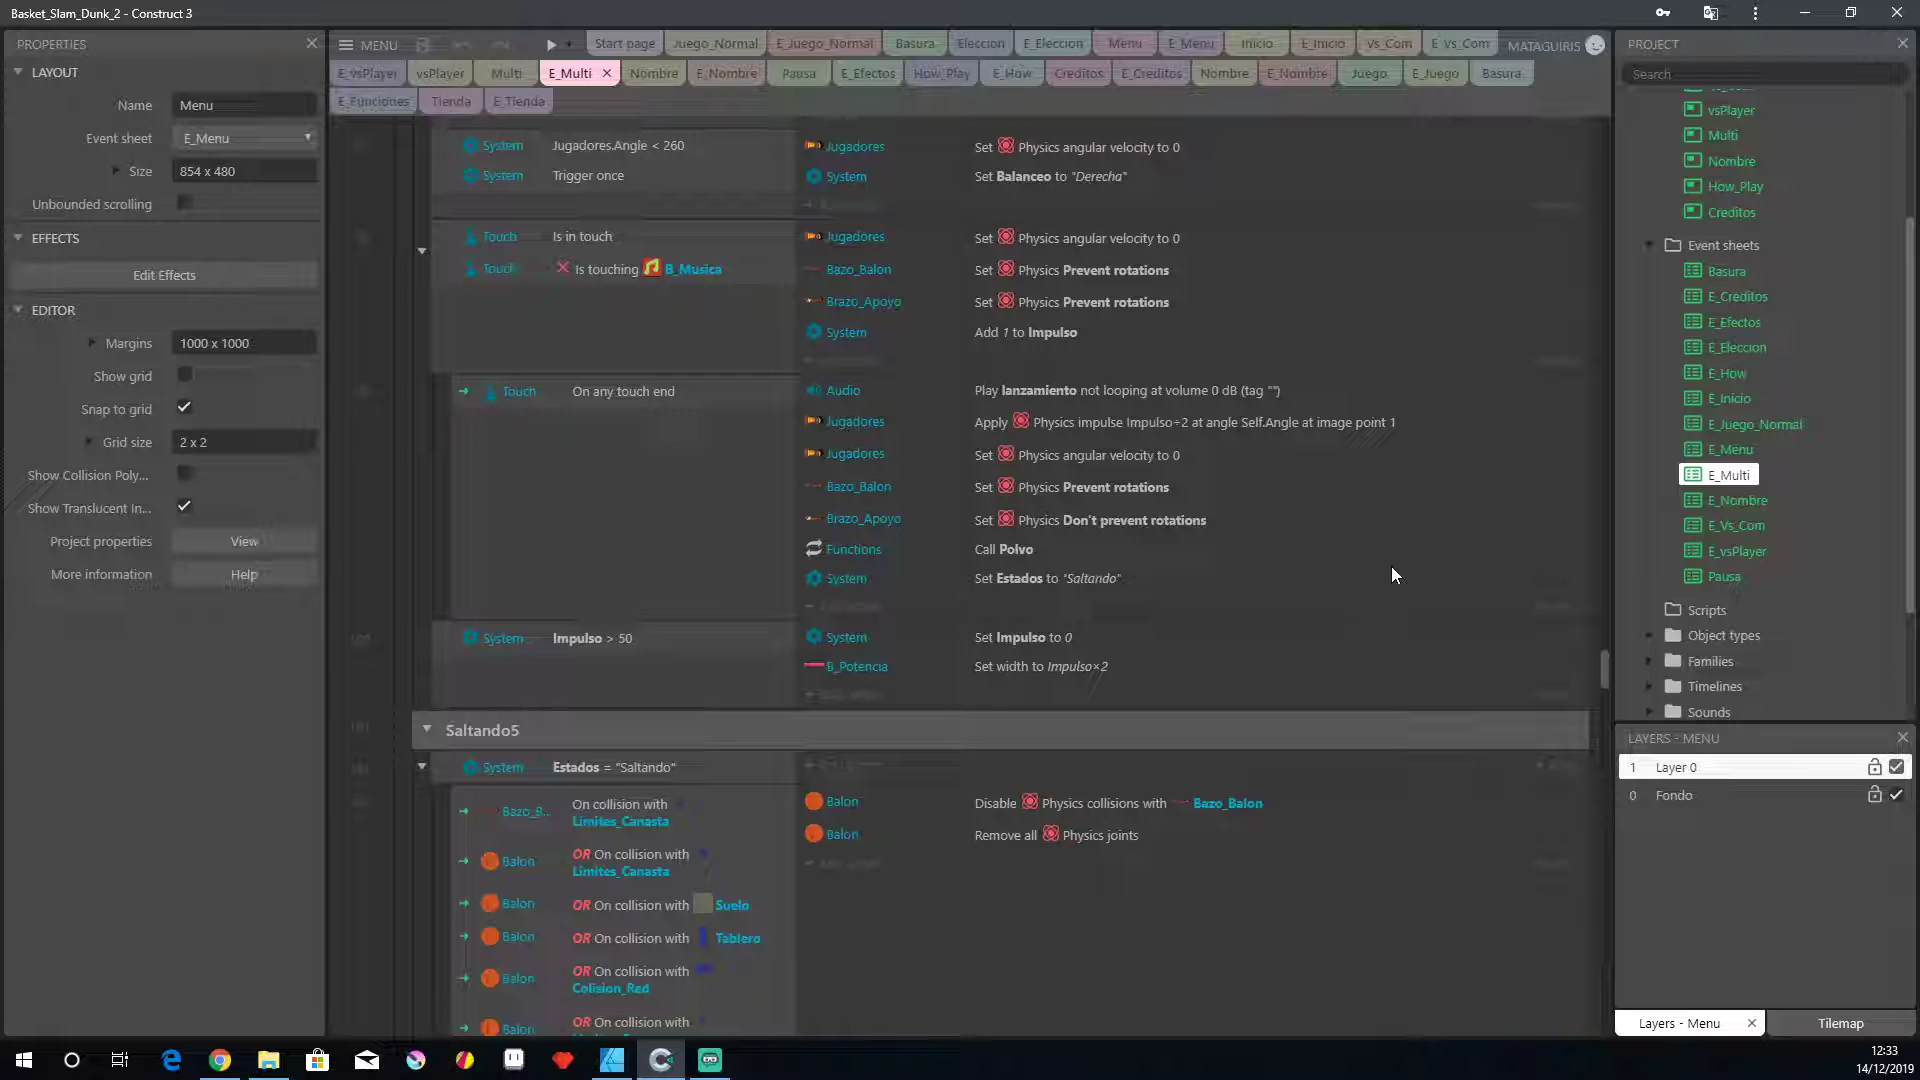 Basket_Slam_Dunk_2 - Construct 3
PROPERTIES
LAYOUT
Name Menu
Event sheet E_Menu
Size 854 x 480
Unbounded scrolling
EFFECTS
Edit Effects
EDITOR
Margins 1000 x 1000
Show grid
Snap to grid
Grid size 2 x 2
Show Collision Poly...
Show Translucent In...
Project properties View
More information Help
MENU
Start page Juego_Normal E_Juego_Normal Basura Eleccion E_Eleccion Menu E_Menu Inicio E_Inicio Vs_Com E_Vs_Com
MATAGUIRIS
E_vsPlayer vsPlayer Multi E_Multi Nombre E_Nombre Pausa E_Efectos How_Play E_How Creditos E_Creditos Nombre E_Nombre Juego E_Juego Basura
E_Funciones Tienda E_Tienda
System Jugadores.Angle < 260 Jugadores Set Physics angular velocity to 0
System Trigger once System Set Balanceo to "Derecha"
Touch Is in touch Jugadores Set Physics angular velocity to 0
Touch Is touching B_Musica Bazo_Balon Set Physics Prevent rotations
Brazo_Apoyo Set Physics Prevent rotations
System Add 1 to Impulso
Touch On any touch end Audio Play lanzamiento not looping at volume 0 dB (tag "")
Jugadores Apply Physics impulse Impulso÷2 at angle Self.Angle at image point 1
Jugadores Set Physics angular velocity to 0
Bazo_Balon Set Physics Prevent rotations
Brazo_Apoyo Set Physics Don't prevent rotations
Functions Call Polvo
System Set Estados to "Saltando"
System Impulso > 50 System Set Impulso to 0
B_Potencia Set width to Impulso×2
Saltando5
System Estados = "Saltando"
Bazo_B... On collision with
Limites_Canasta
Balon Disable Physics collisions with Bazo_Balon
Balon Remove all Physics joints
Balon OR On collision with
Limites_Canasta
Balon OR On collision with Suelo
Balon OR On collision with Tablero
Balon OR On collision with
Colision_Red
Balon OR On collision with
PROJECT
Search
vsPlayer
Multi
Nombre
How_Play
Creditos
Event sheets
Basura
E_Creditos
E_Efectos
E_Eleccion
E_How
E_Inicio
E_Juego_Normal
E_Menu
E_Multi
E_Nombre
E_Vs_Com
E_vsPlayer
Pausa
Scripts
Object types
Families
Timelines
Sounds
LAYERS - MENU
1 Layer 0
0 Fondo
Layers - Menu Tilemap
12:33
14/12/2019